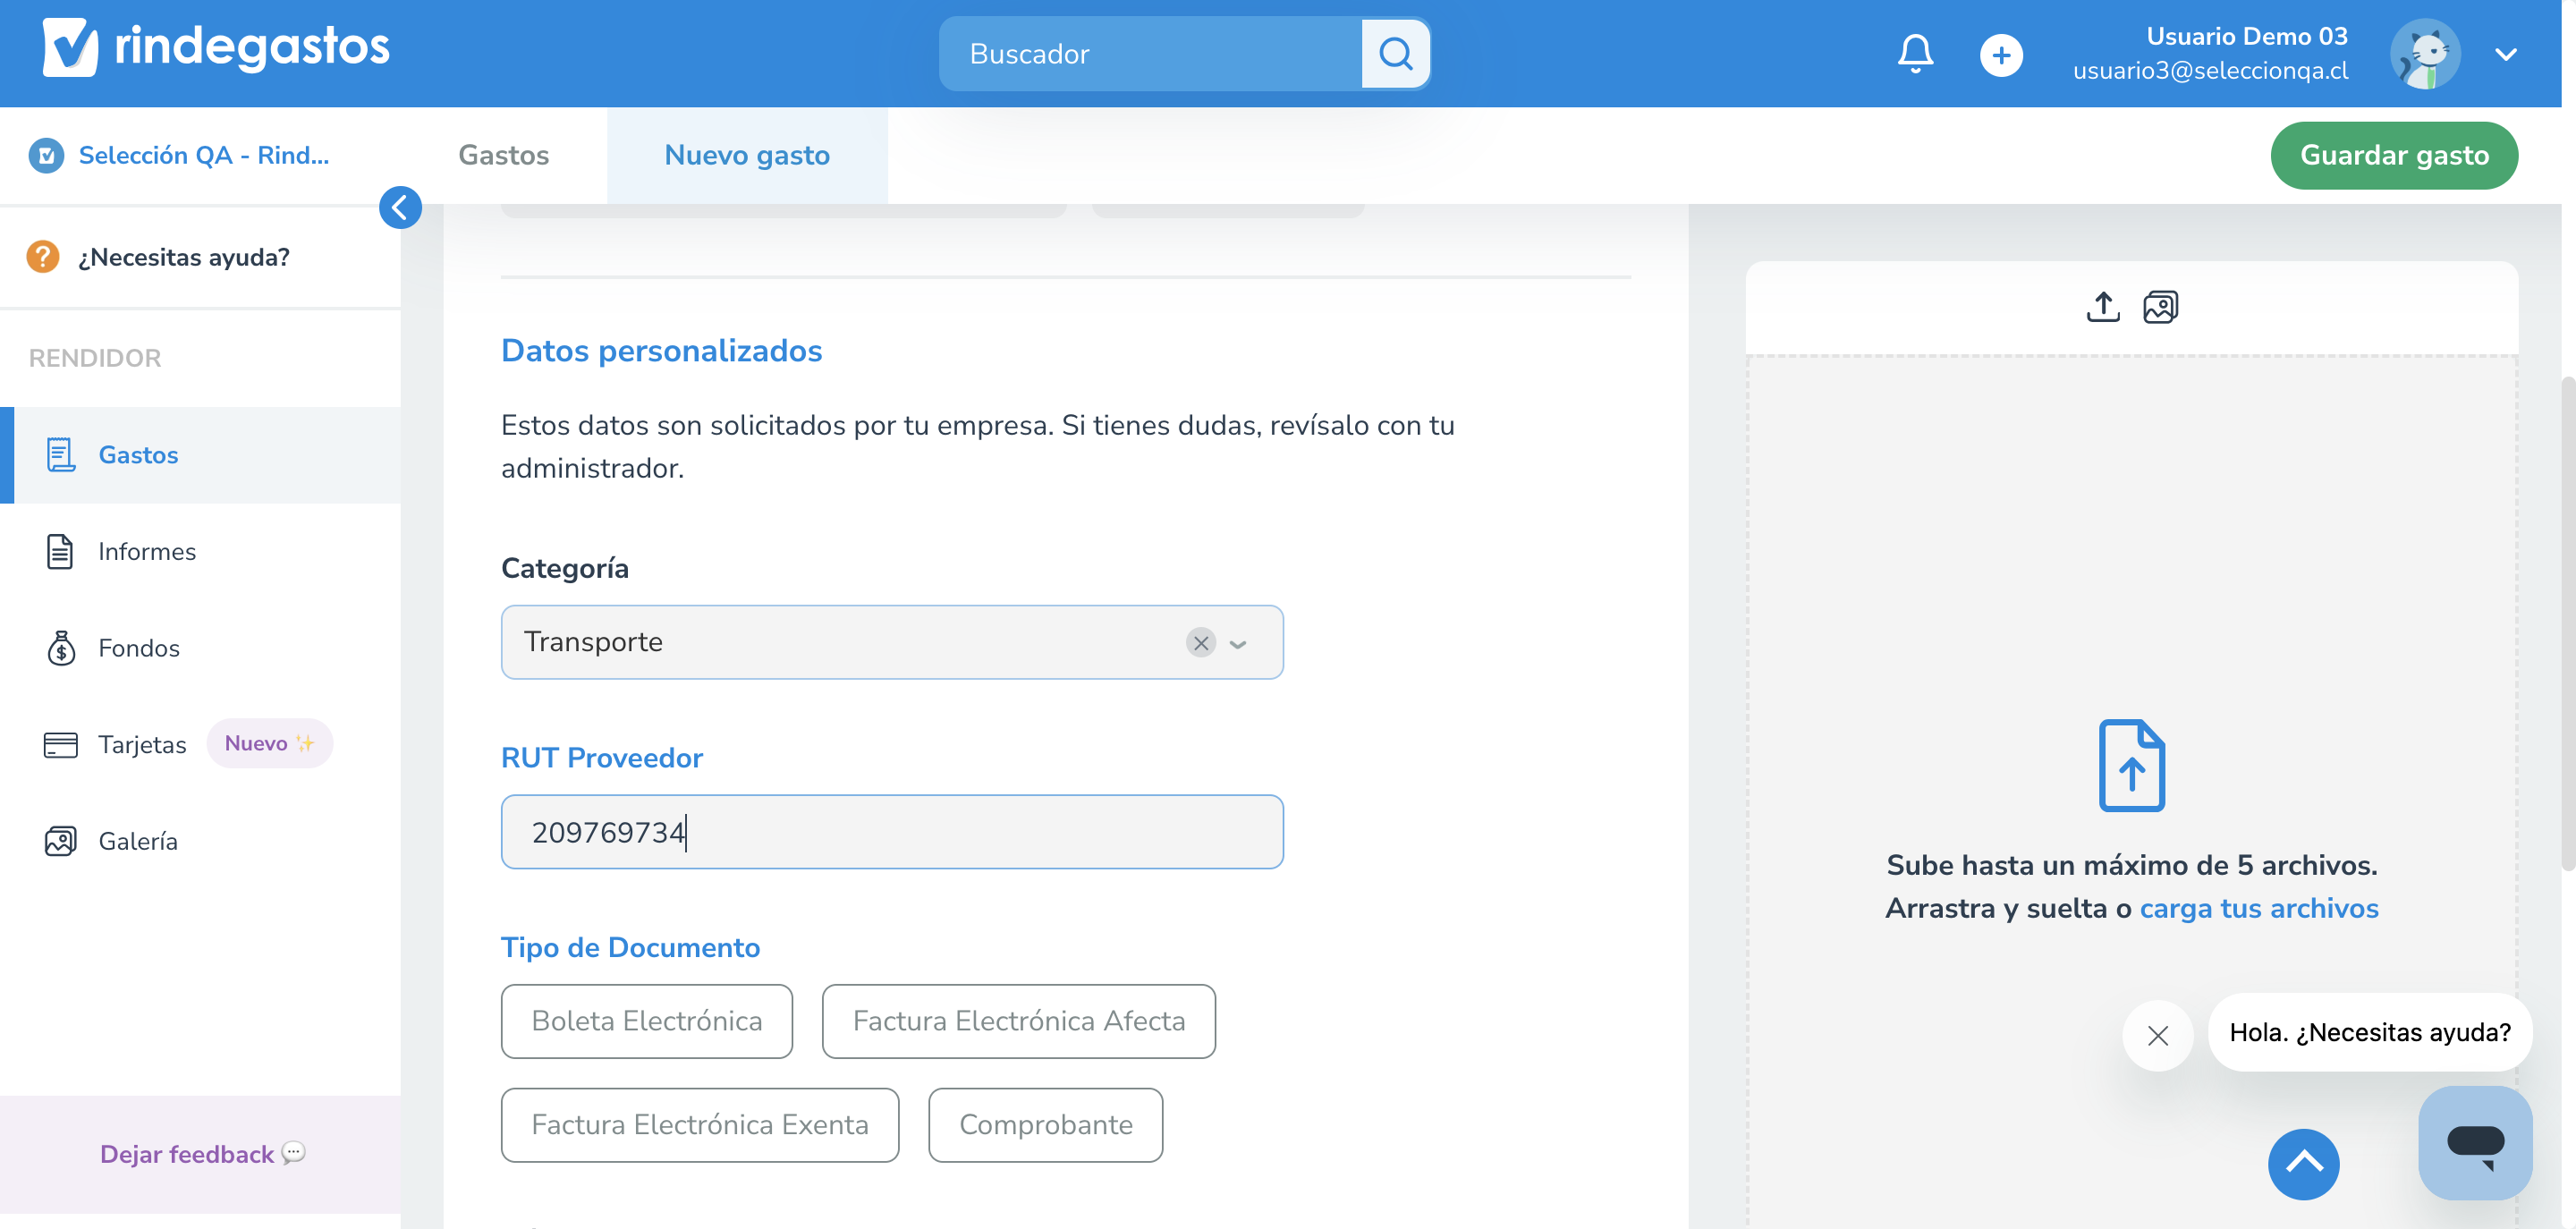 rindegastos
Buscador
Usuario Demo 03
usuario3@seleccionqa.cl
Selección QA - Rind...
Gastos
Nuevo gasto
Guardar gasto
¿Necesitas ayuda?
RENDIDOR
Gastos
Informes
Fondos
Tarjetas
Nuevo ✨
Galería
Dejar feedback 💬
Datos personalizados
Estos datos son solicitados por tu empresa. Si tienes dudas, revísalo con tu
administrador.
Categoría
Transporte
RUT Proveedor
209769734
Tipo de Documento
Boleta Electrónica
Factura Electrónica Afecta
Factura Electrónica Exenta
Comprobante
Sube hasta un máximo de 5 archivos.
Arrastra y suelta o carga tus archivos
Hola. ¿Necesitas ayuda?